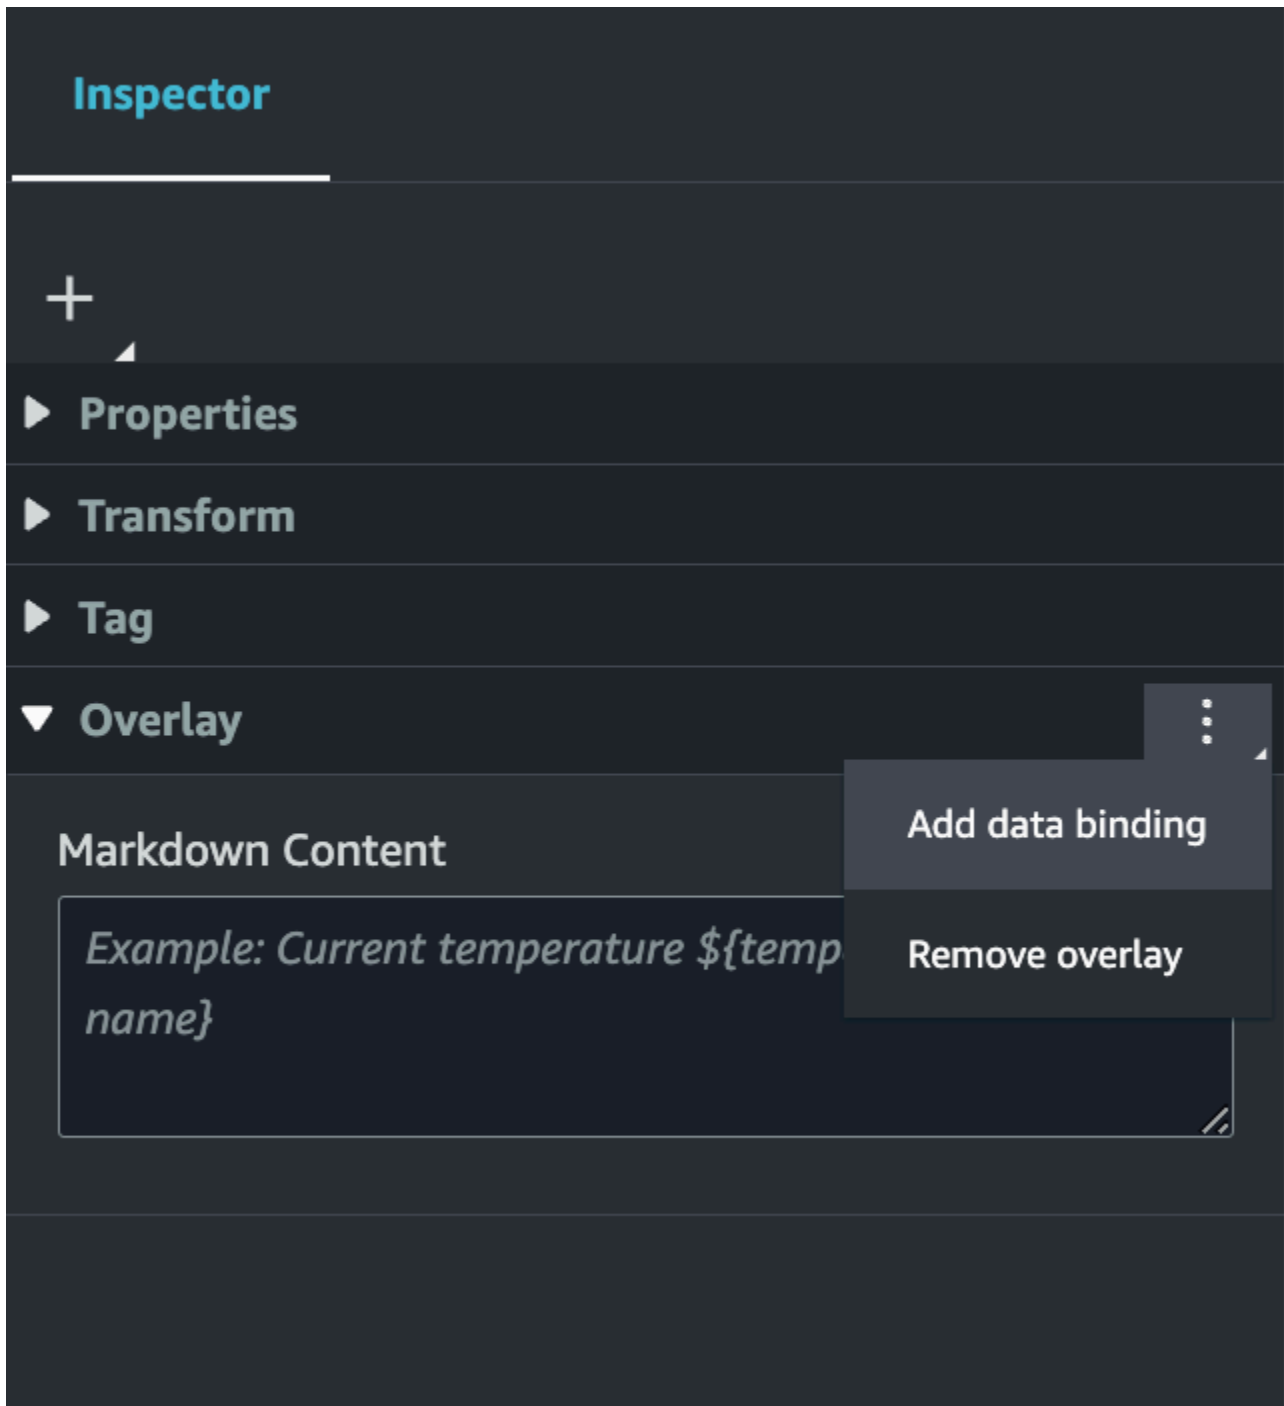 Inspector
Properties
Transform
Tag
Overlay
Add data binding
Remove overlay
Markdown Content
Example: Current temperature ${temp
name}